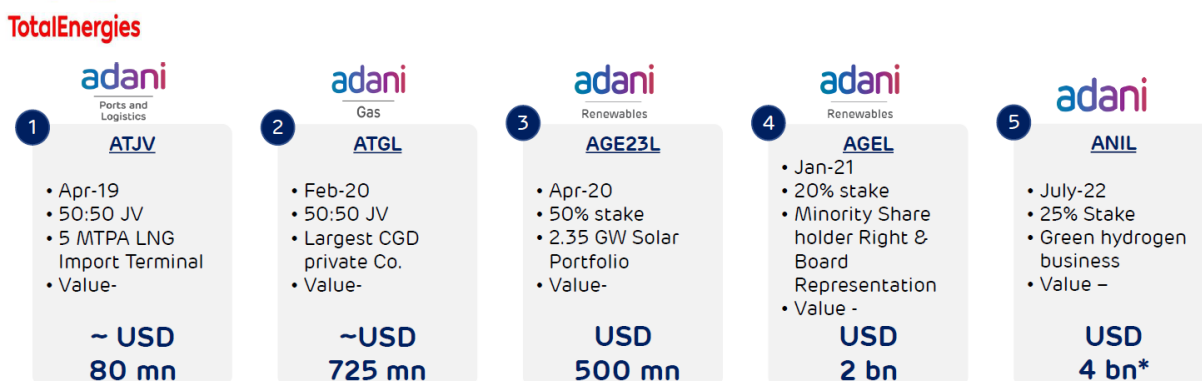 TotalEnergies
adani
Ports and
Logistics
1
ATJV
• Apr-19
• 50:50 JV
• 5 MTPA LNG
Import Terminal
• Value-
~ USD
80 mn
adani
Gas
2
ATGL
• Feb-20
• 50:50 JV
• Largest CGD
private Co.
• Value-
~USD
725 mn
adani
Renewables
3
AGE23L
• Apr-20
• 50% stake
• 2.35 GW Solar
Portfolio
• Value-
USD
500 mn
adani
Renewables
4
AGEL
• Jan-21
• 20% stake
• Minority Share
holder Right &
Board
Representation
• Value -
USD
2 bn
adani
5
ANIL
• July-22
• 25% Stake
• Green hydrogen
business
• Value –
USD
4 bn*